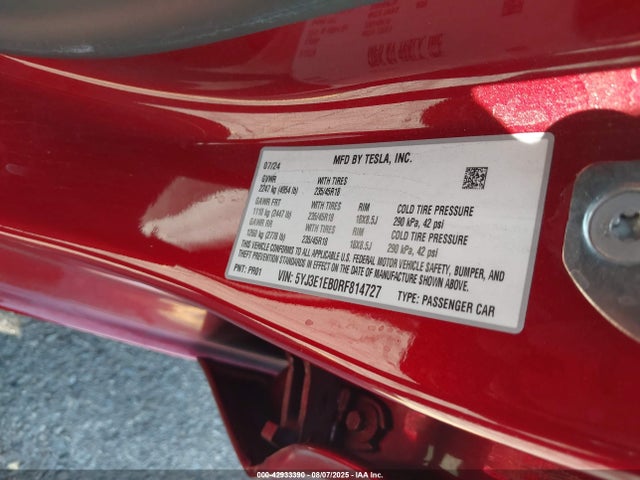 MFD BY TESLA, INC.
07/24
GVWR WITH TIRES
2247 kg (4954 lb) 235/45R18
GAWR FRT WITH TIRES RIM COLD TIRE PRESSURE
1110 kg (2447 lb) 235/45R18 18X8.5J 290 kPa, 42 psi
GAWR RR WITH TIRES RIM COLD TIRE PRESSURE
1260 kg (2778 lb) 235/45R18 18X8.5J 290 kPa, 42 psi
THIS VEHICLE CONFORMS TO ALL APPLICABLE U.S. FEDERAL MOTOR VEHICLE SAFETY, BUMPER, AND
THEFT PREVENTION STANDARDS IN EFFECT ON THE DATE OF MANUFACTURE SHOWN ABOVE.
PNT: PR01 VIN: 5YJ3E1EB0RF814727 TYPE: PASSENGER CAR
000-42933390 - 08/07/2025 - IAA Inc.